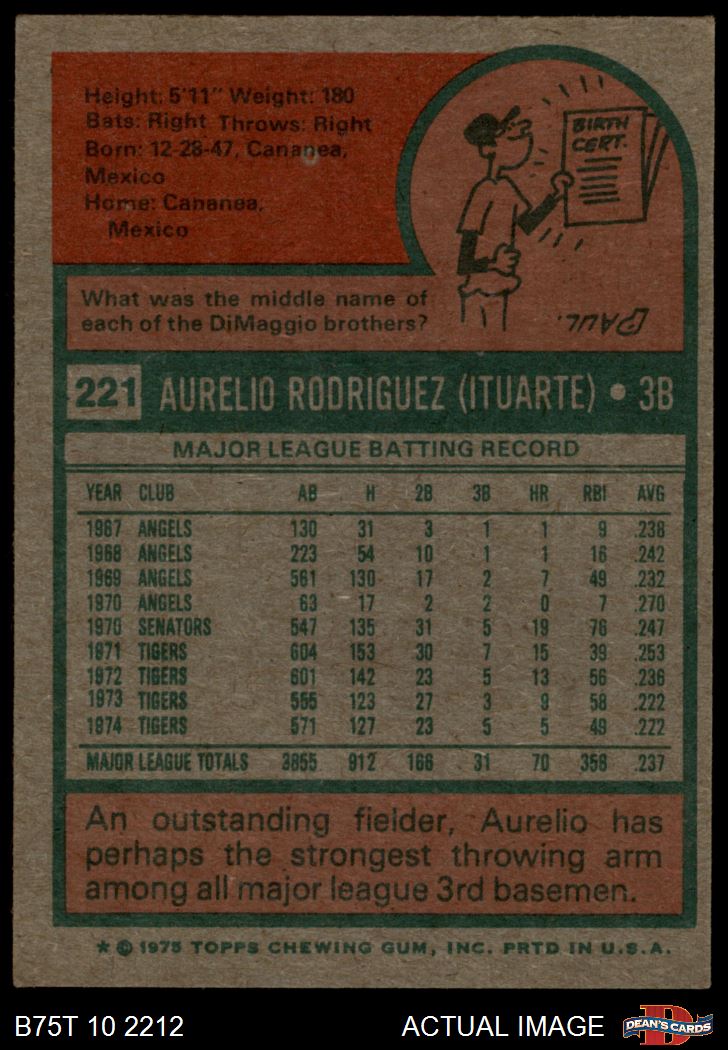 Height: 5'11" Weight: 180
Bats: Right Throws: Right
Born: 12-28-47, Cananea,
Mexico
Home: Cananea,
Mexico
BIRTH
CERT.
What was the middle name of
each of the DiMaggio brothers?
PAUL.
221 AURELIO RODRIGUEZ (ITUARTE) • 3B
MAJOR LEAGUE BATTING RECORD
YEAR CLUB AB H 2B 3B HR RBI AVG
1967 ANGELS 130 31 3 1 1 9 .238
1968 ANGELS 223 54 10 1 1 16 .242
1969 ANGELS 561 130 17 2 7 49 .232
1970 ANGELS 63 17 2 2 0 7 .270
1970 SENATORS 547 135 31 5 19 76 .247
1971 TIGERS 604 153 30 7 15 39 .253
1972 TIGERS 601 142 23 5 13 56 .236
1973 TIGERS 555 123 27 3 9 58 .222
1974 TIGERS 571 127 23 5 5 49 .222
MAJOR LEAGUE TOTALS 3855 912 166 31 70 356 .237
An outstanding fielder, Aurelio has
perhaps the strongest throwing arm
among all major league 3rd basemen.
* © 1975 TOPPS CHEWING GUM, INC. PRTD IN U.S.A.
B75T 10 2212 ACTUAL IMAGE D DEAN'S CARDS